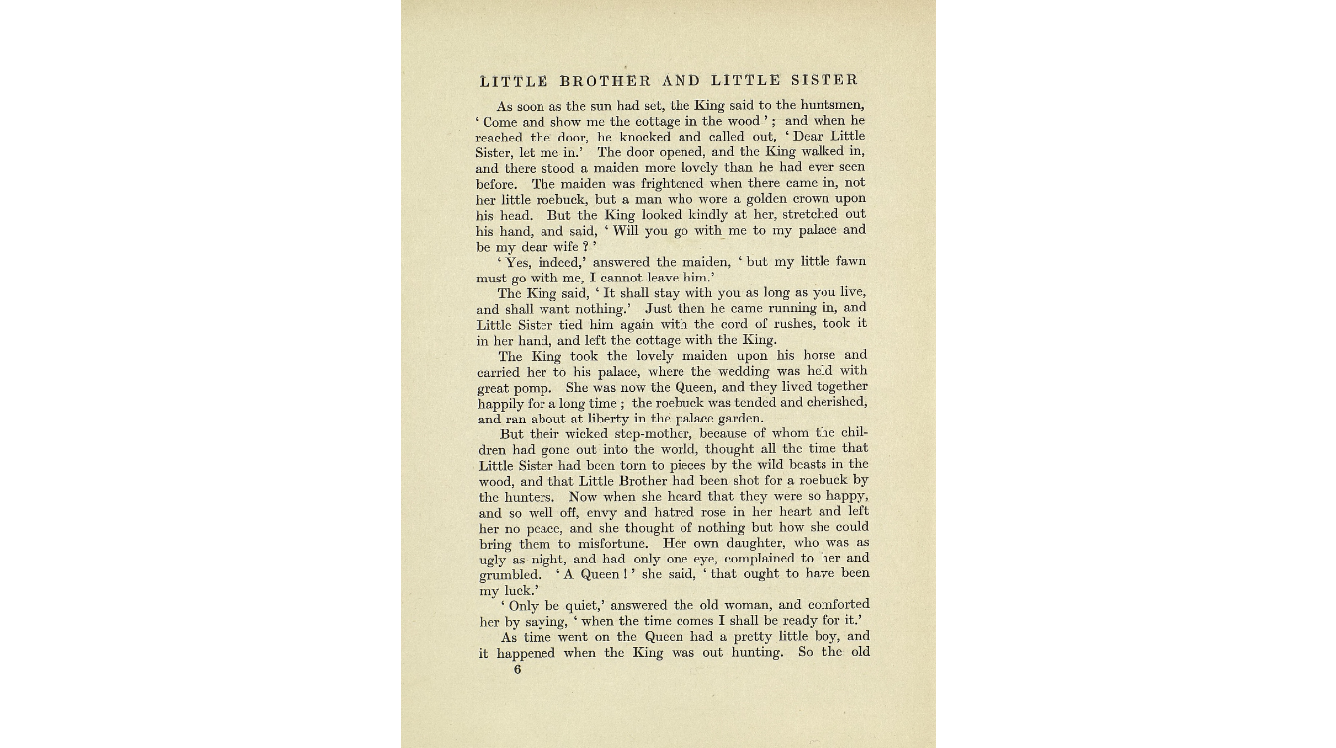 LITTLE BROTHER AND LITTLE SISTER
As soon as the sun had set, the King said to the huntsmen,
‘ Come and show me the cottage in the wood ’ ; and when he
reached the door, he knocked and called out, ‘ Dear Little
Sister, let me in.’ The door opened, and the King walked in,
and there stood a maiden more lovely than he had ever seen
before. The maiden was frightened when there came in, not
her little roebuck, but a man who wore a golden crown upon
his head. But the King looked kindly at her, stretched out
his hand, and said, ‘ Will you go with me to my palace and
be my dear wife ? ’
‘ Yes, indeed,’ answered the maiden, ‘ but my little fawn
must go with me, I cannot leave him.’
The King said, ‘ It shall stay with you as long as you live,
and shall want nothing.’ Just then he came running in, and
Little Sister tied him again with the cord of rushes, took it
in her hand, and left the cottage with the King.
The King took the lovely maiden upon his horse and
carried her to his palace, where the wedding was held with
great pomp. She was now the Queen, and they lived together
happily for a long time ; the roebuck was tended and cherished,
and ran about at liberty in the palace garden.
But their wicked step-mother, because of whom the chil-
dren had gone out into the world, thought all the time that
Little Sister had been torn to pieces by the wild beasts in the
wood, and that Little Brother had been shot for a roebuck by
the hunters. Now when she heard that they were so happy,
and so well off, envy and hatred rose in her heart and left
her no peace, and she thought of nothing but how she could
bring them to misfortune. Her own daughter, who was as
ugly as night, and had only one eye, complained to her and
grumbled. ‘ A Queen ! ’ she said, ‘ that ought to have been
my luck.’
‘ Only be quiet,’ answered the old woman, and comforted
her by saying, ‘ when the time comes I shall be ready for it.’
As time went on the Queen had a pretty little boy, and
it happened when the King was out hunting. So the old
6